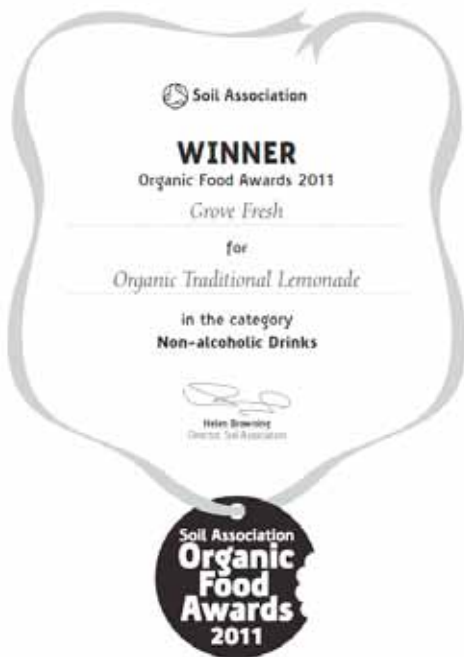 Soil Association
WINNER
Organic Food Awards 2011
Grove Fresh
for
Organic Traditional Lemonade
in the category
Non-alcoholic Drinks
Helen Browning
Director, Soil Association
Soil Association
Organic
Food
Awards
2011